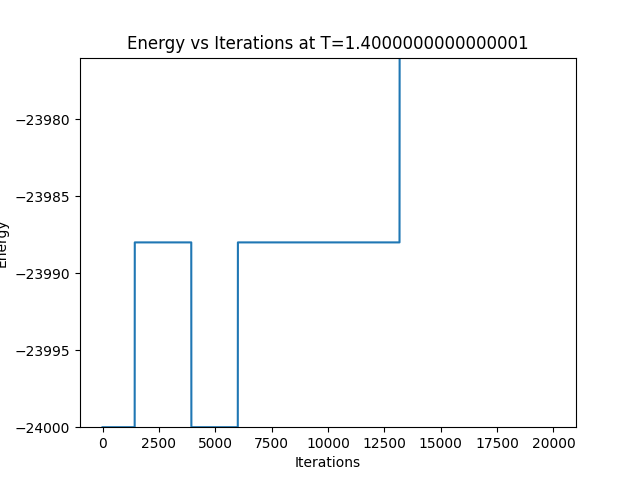 Energy vs Iterations at T=1.4000000000000001
−23980
−23985
−23990
−23995
−24000
Energy
0 2500 5000 7500 10000 12500 15000 17500 20000
Iterations